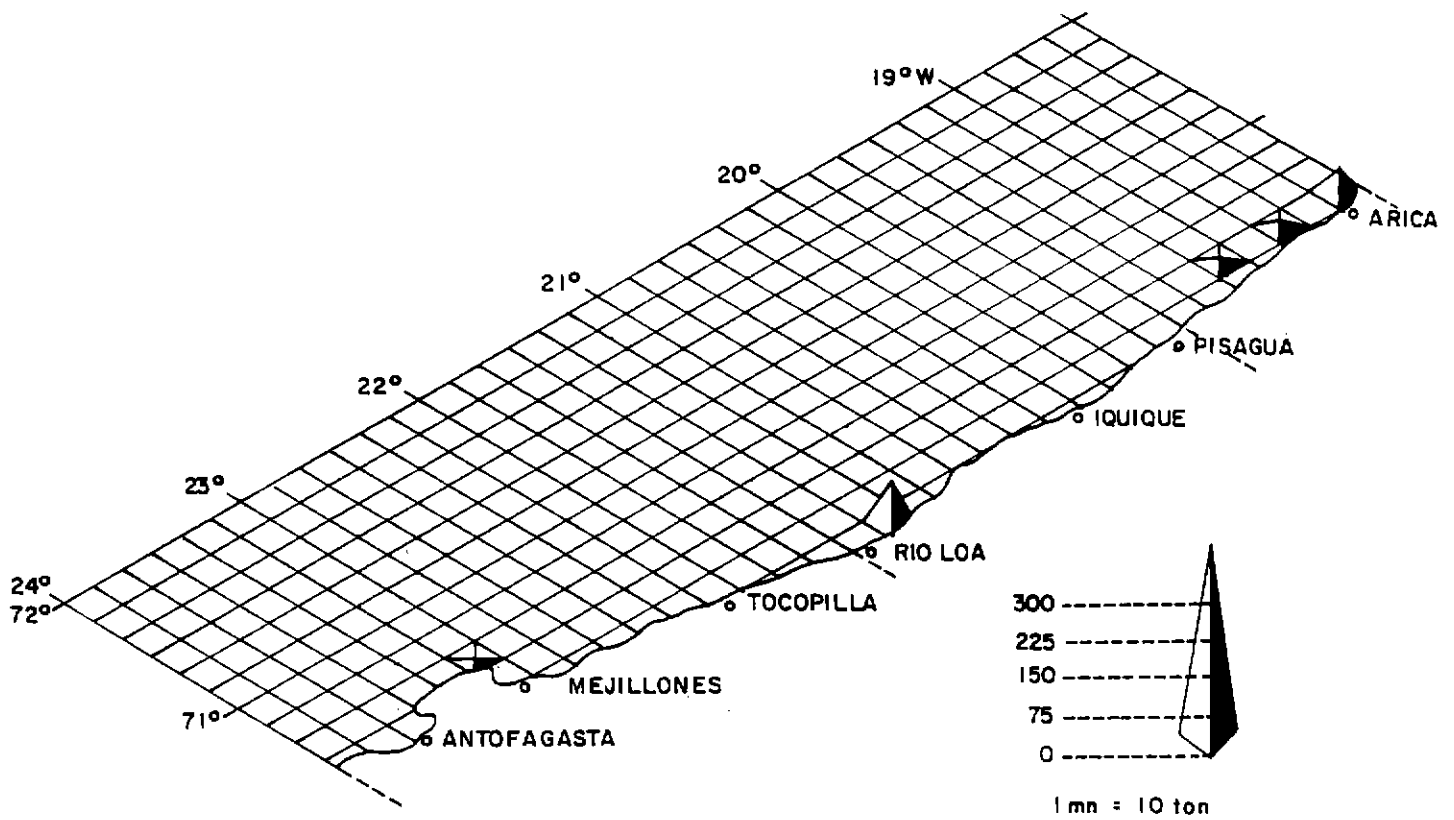 19° W
20°
ARICA
21°
PISAGUA
22°
IQUIQUE
23°
RIO LOA
24°
72°
TOCOPILLA
300
225
MEJILLONES
150
71°
75
ANTOFAGASTA
0
1 mn = 10 ton